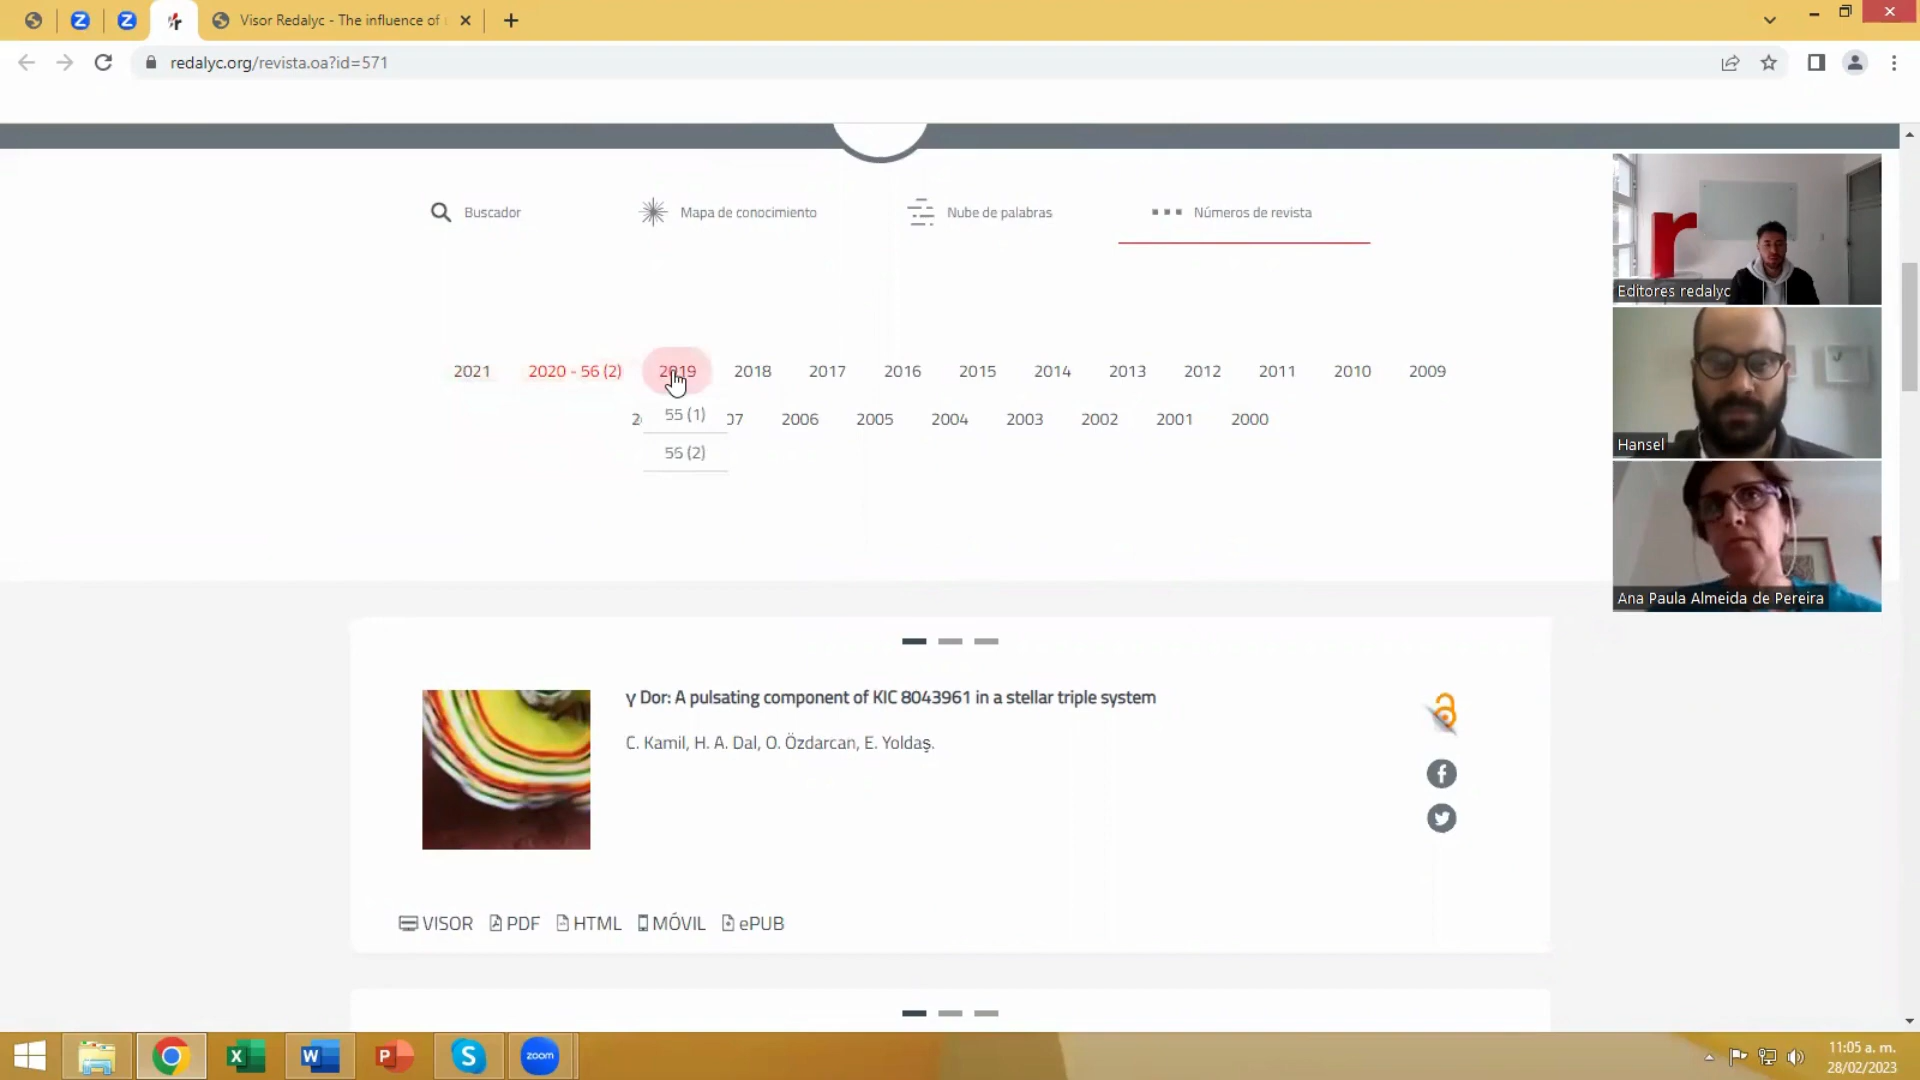 Visor Redalyc - The influence of
redalyc.org/revista.oa?id=571
Buscador
Mapa de conocimiento
Nube de palabras
Números de revista
2021 2020 - 56 (2) 2019 2018 2017 2016 2015 2014 2013 2012 2011 2010 2009
2 07 2006 2005 2004 2003 2002 2001 2000
55 (1)
55 (2)
γ Dor: A pulsating component of KIC 8043961 in a stellar triple system
C. Kamil, H. A. Dal, O. Özdarcan, E. Yoldaş.
VISOR PDF HTML MÓVIL ePUB
r
Editores redalyc
Hansel
Ana Paula Almeida de Pereira
zoom
11:05 a. m.
28/02/2023